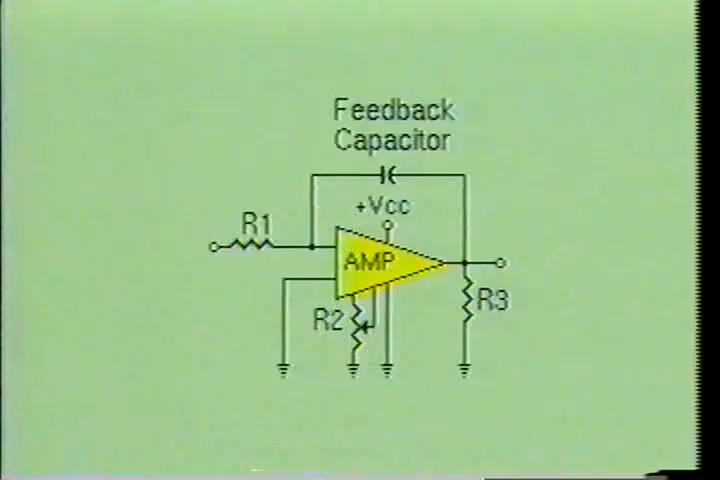 Feedback
Capacitor
+Vcc
R1
AMP
R2
R3